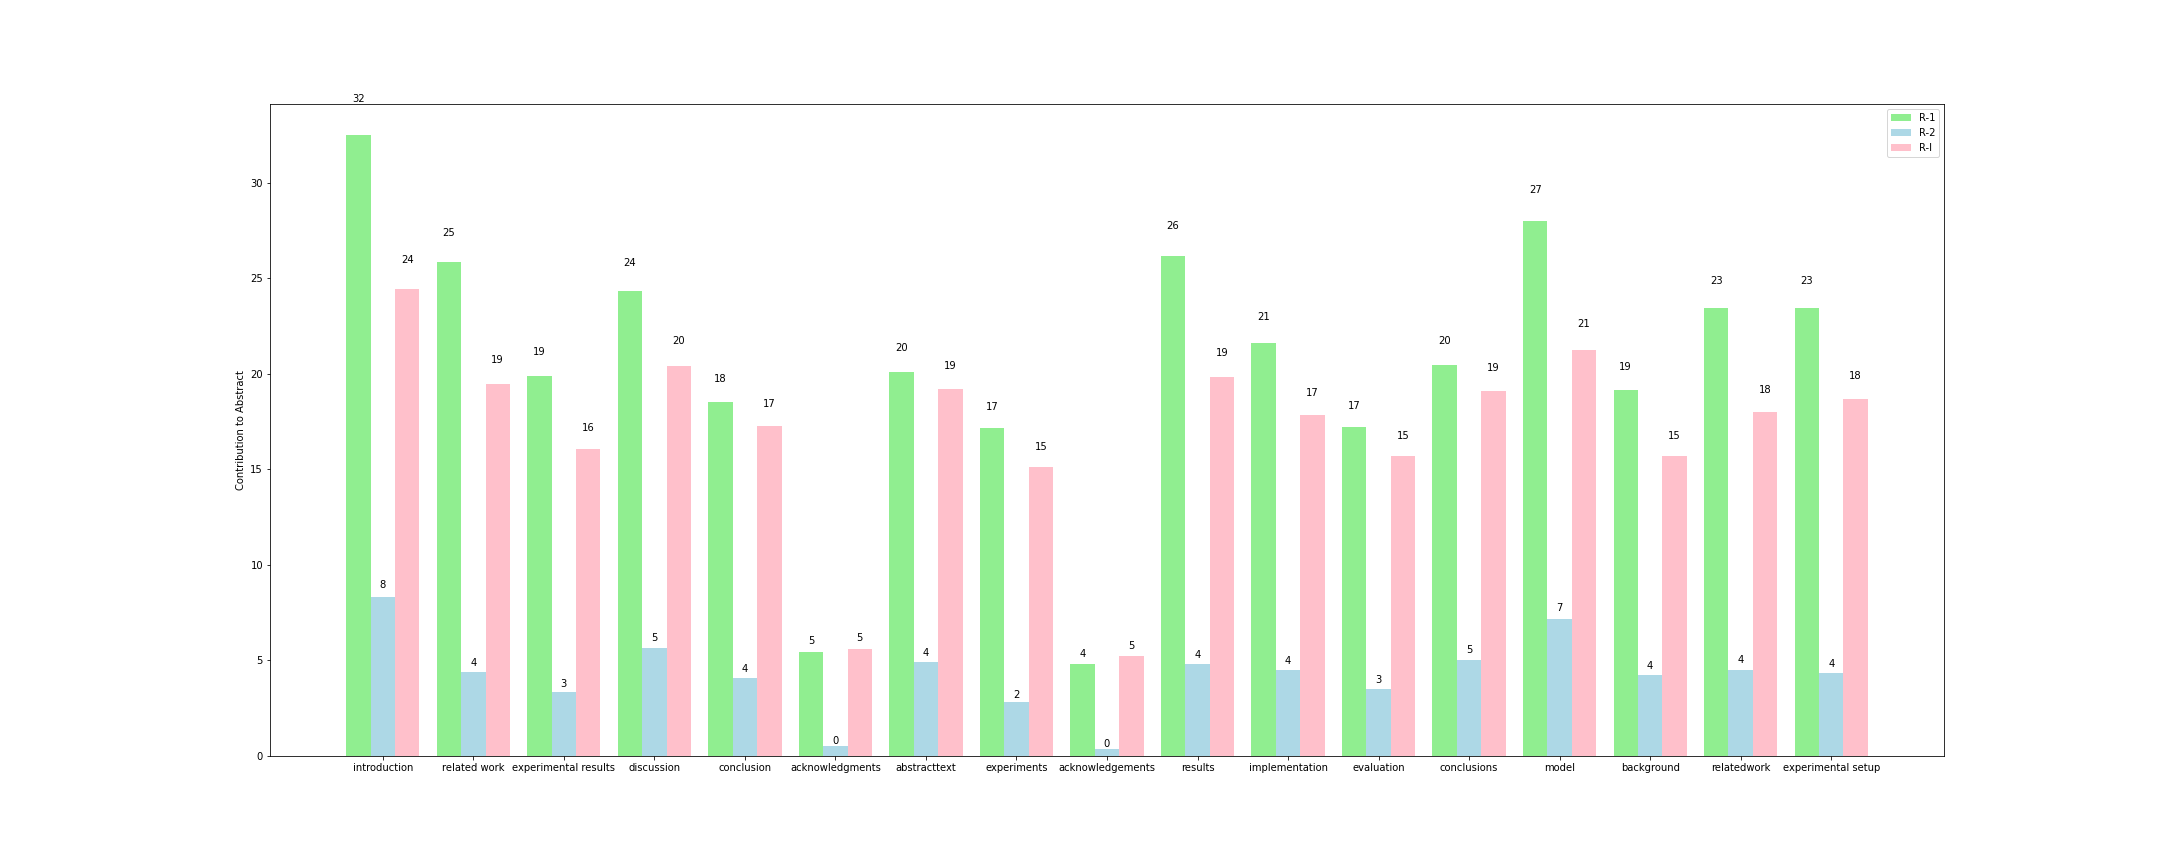 R-1
R-2
R-l
Contribution to Abstract
30
25
20
15
10
5
0
32
8
24
25
4
19
19
3
16
24
5
20
18
4
17
5
0
5
20
4
19
17
2
15
4
0
5
26
4
19
21
4
17
17
3
15
20
5
19
27
7
21
19
4
15
23
4
18
23
4
18
introduction
related work
experimental results
discussion
conclusion
acknowledgments
abstracttext
experiments
acknowledgements
results
implementation
evaluation
conclusions
model
background
relatedwork
experimental setup